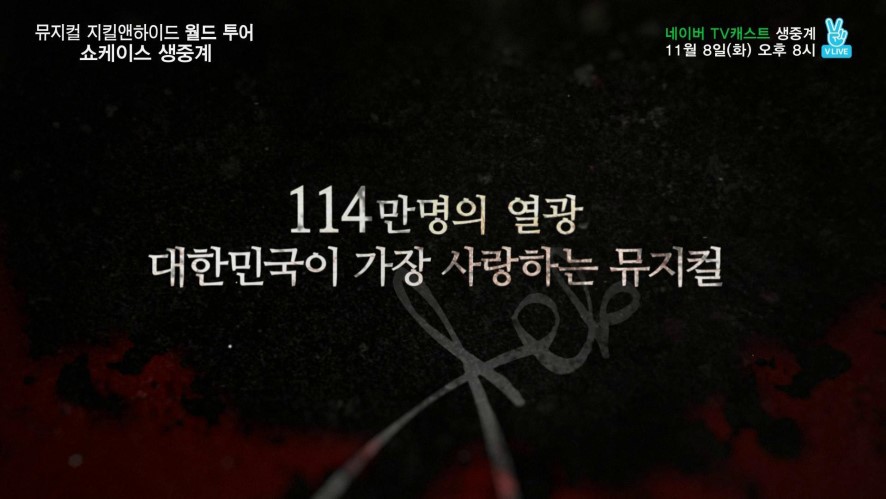 뮤지컬 지킬앤하이드 월드 투어
쇼케이스 생중계
네이버 TV캐스트 생중계
11월 8일(화) 오후 8시
V LIVE
114만명의 열광
대한민국이 가장 사랑하는 뮤지컬